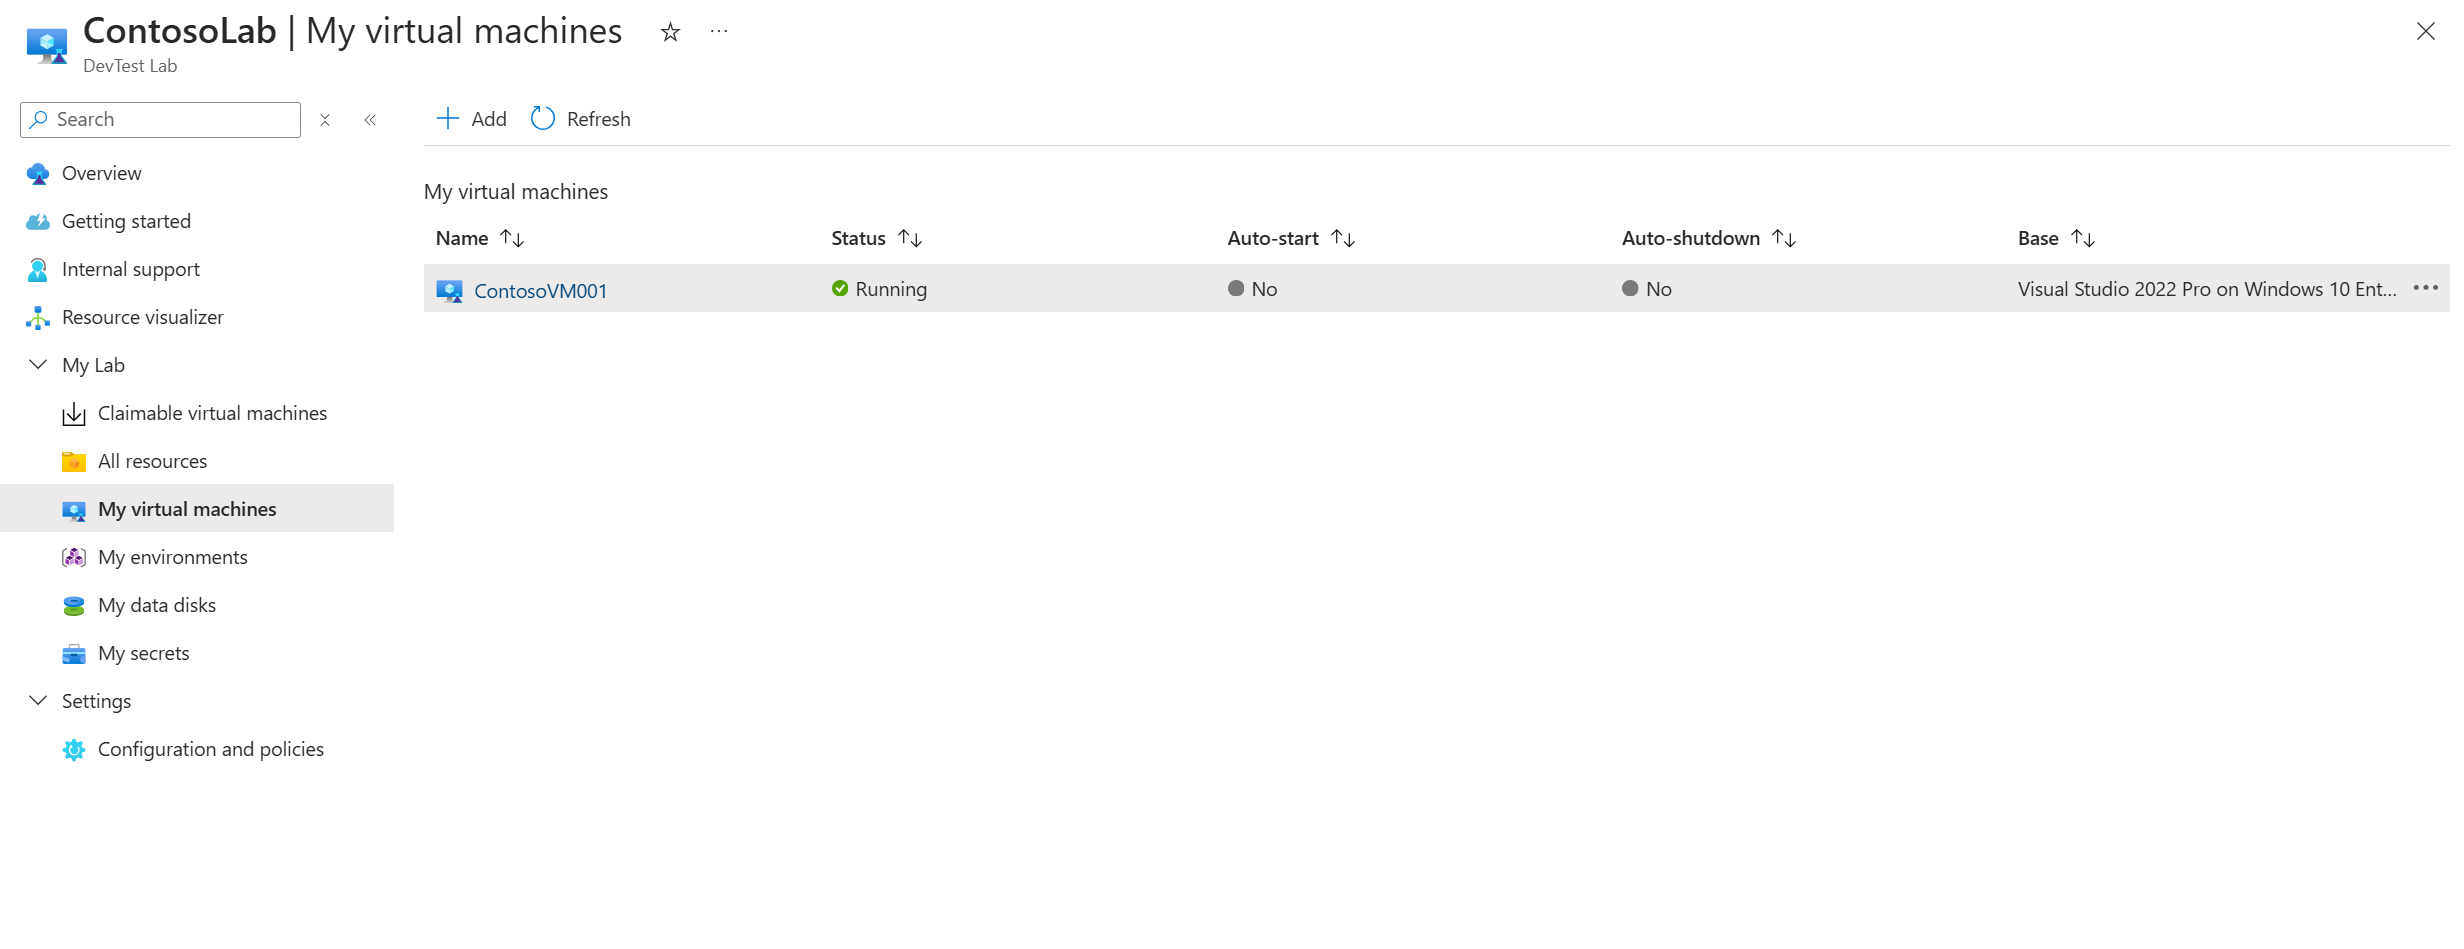 ContosoLab | My virtual machines
DevTest Lab
Search
Add Refresh
Overview
Getting started
Internal support
Resource visualizer
My Lab
Claimable virtual machines
All resources
My virtual machines
My environments
My data disks
My secrets
Settings
Configuration and policies
My virtual machines
Name Status Auto-start Auto-shutdown Base
ContosoVM001 Running No No Visual Studio 2022 Pro on Windows 10 Ent...